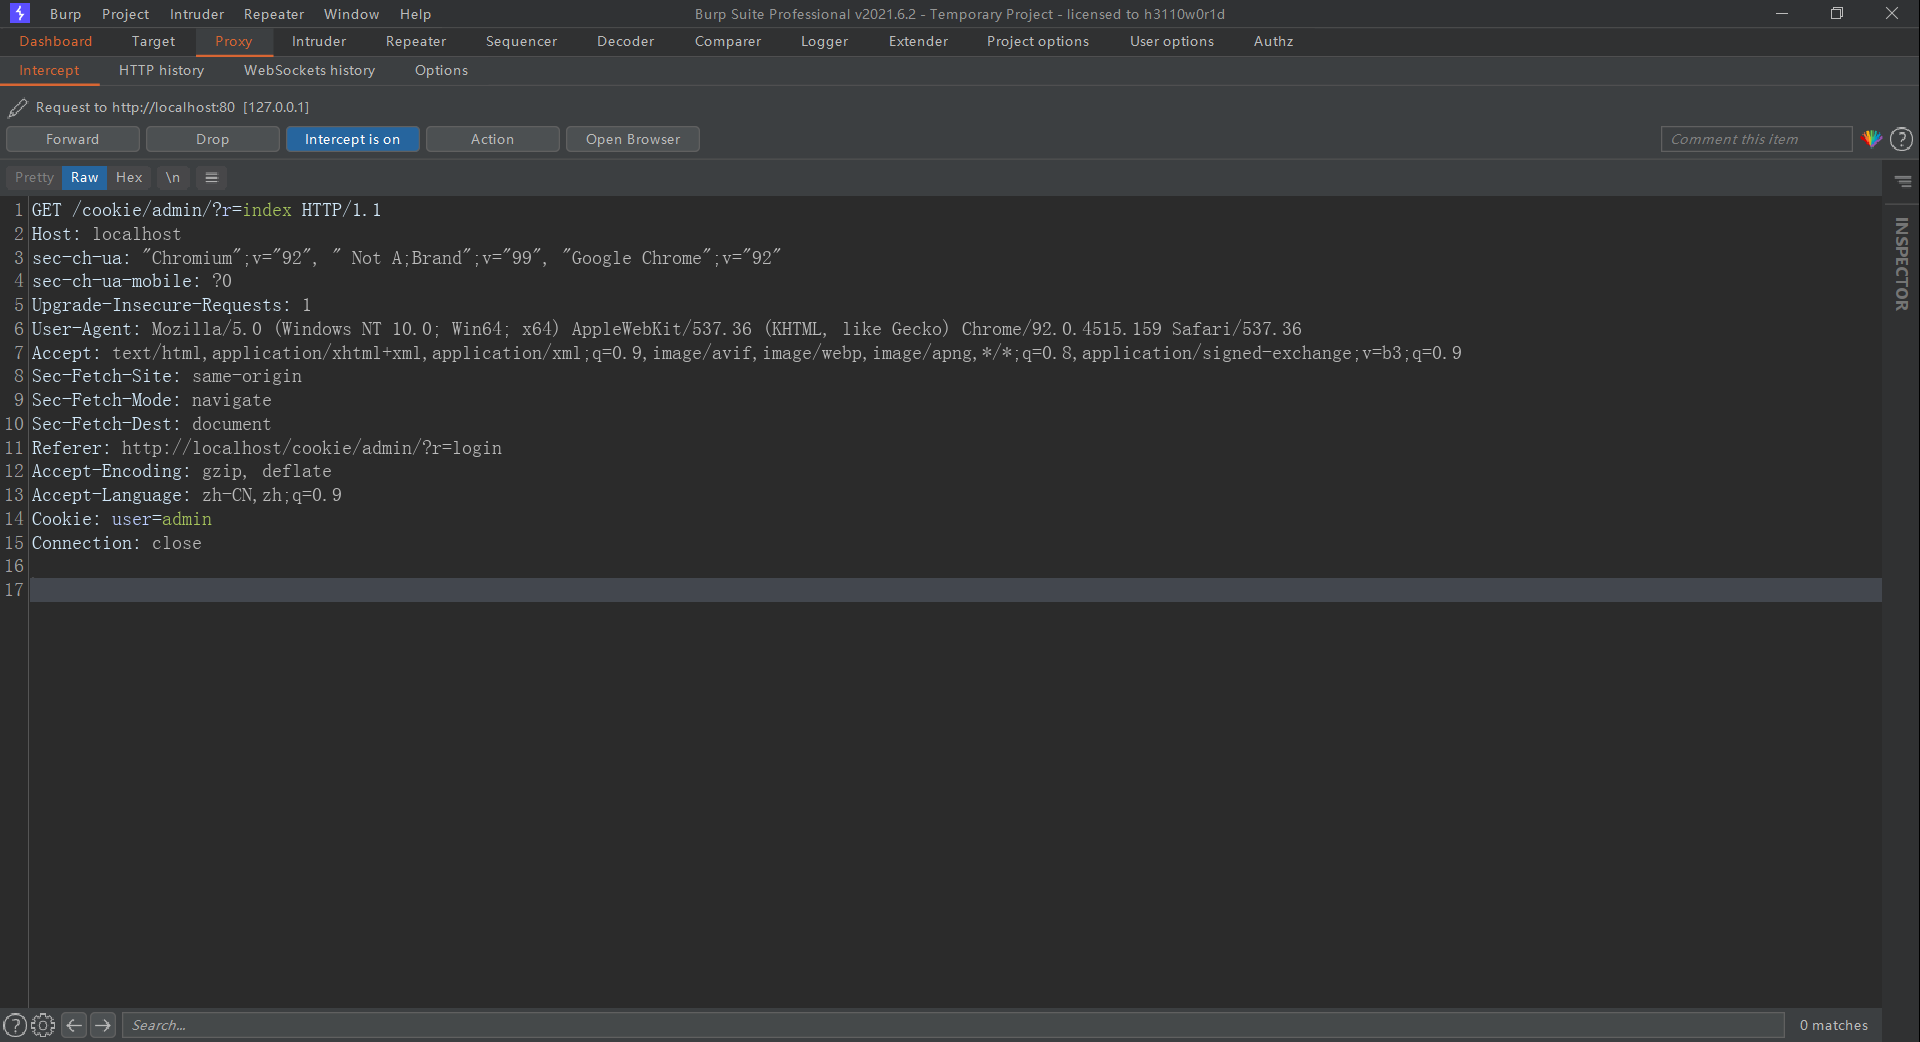 Burp Project Intruder Repeater Window Help
Burp Suite Professional v2021.6.2 - Temporary Project - licensed to h3110w0r1d
Dashboard Target Proxy Intruder Repeater Sequencer Decoder Comparer Logger Extender Project options User options Authz
Intercept HTTP history WebSockets history Options
Request to http://localhost:80 [127.0.0.1]
Forward Drop Intercept is on Action Open Browser Comment this item ?
Pretty Raw Hex \n
INSPECTOR
1 GET /cookie/admin/?r=index HTTP/1.1
2 Host: localhost
3 sec-ch-ua: "Chromium";v="92", " Not A;Brand";v="99", "Google Chrome";v="92"
4 sec-ch-ua-mobile: ?0
5 Upgrade-Insecure-Requests: 1
6 User-Agent: Mozilla/5.0 (Windows NT 10.0; Win64; x64) AppleWebKit/537.36 (KHTML, like Gecko) Chrome/92.0.4515.159 Safari/537.36
7 Accept: text/html,application/xhtml+xml,application/xml;q=0.9,image/avif,image/webp,image/apng,*/*;q=0.8,application/signed-exchange;v=b3;q=0.9
8 Sec-Fetch-Site: same-origin
9 Sec-Fetch-Mode: navigate
10 Sec-Fetch-Dest: document
11 Referer: http://localhost/cookie/admin/?r=login
12 Accept-Encoding: gzip, deflate
13 Accept-Language: zh-CN,zh;q=0.9
14 Cookie: user=admin
15 Connection: close
16
17
? Search... 0 matches